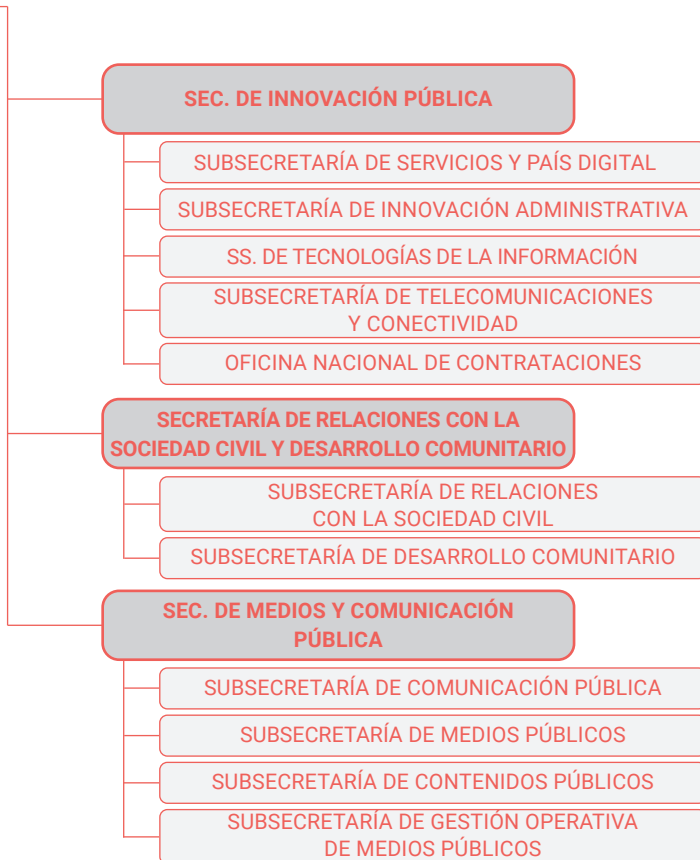 SEC. DE INNOVACIÓN PÚBLICA
SUBSECRETARÍA DE SERVICIOS Y PAÍS DIGITAL
SUBSECRETARÍA DE INNOVACIÓN ADMINISTRATIVA
SS. DE TECNOLOGÍAS DE LA INFORMACIÓN
SUBSECRETARÍA DE TELECOMUNICACIONES
Y CONECTIVIDAD
OFICINA NACIONAL DE CONTRATACIONES
SECRETARÍA DE RELACIONES CON LA
SOCIEDAD CIVIL Y DESARROLLO COMUNITARIO
SUBSECRETARÍA DE RELACIONES
CON LA SOCIEDAD CIVIL
SUBSECRETARÍA DE DESARROLLO COMUNITARIO
SEC. DE MEDIOS Y COMUNICACIÓN
PÚBLICA
SUBSECRETARÍA DE COMUNICACIÓN PÚBLICA
SUBSECRETARÍA DE MEDIOS PÚBLICOS
SUBSECRETARÍA DE CONTENIDOS PÚBLICOS
SUBSECRETARÍA DE GESTIÓN OPERATIVA
DE MEDIOS PÚBLICOS